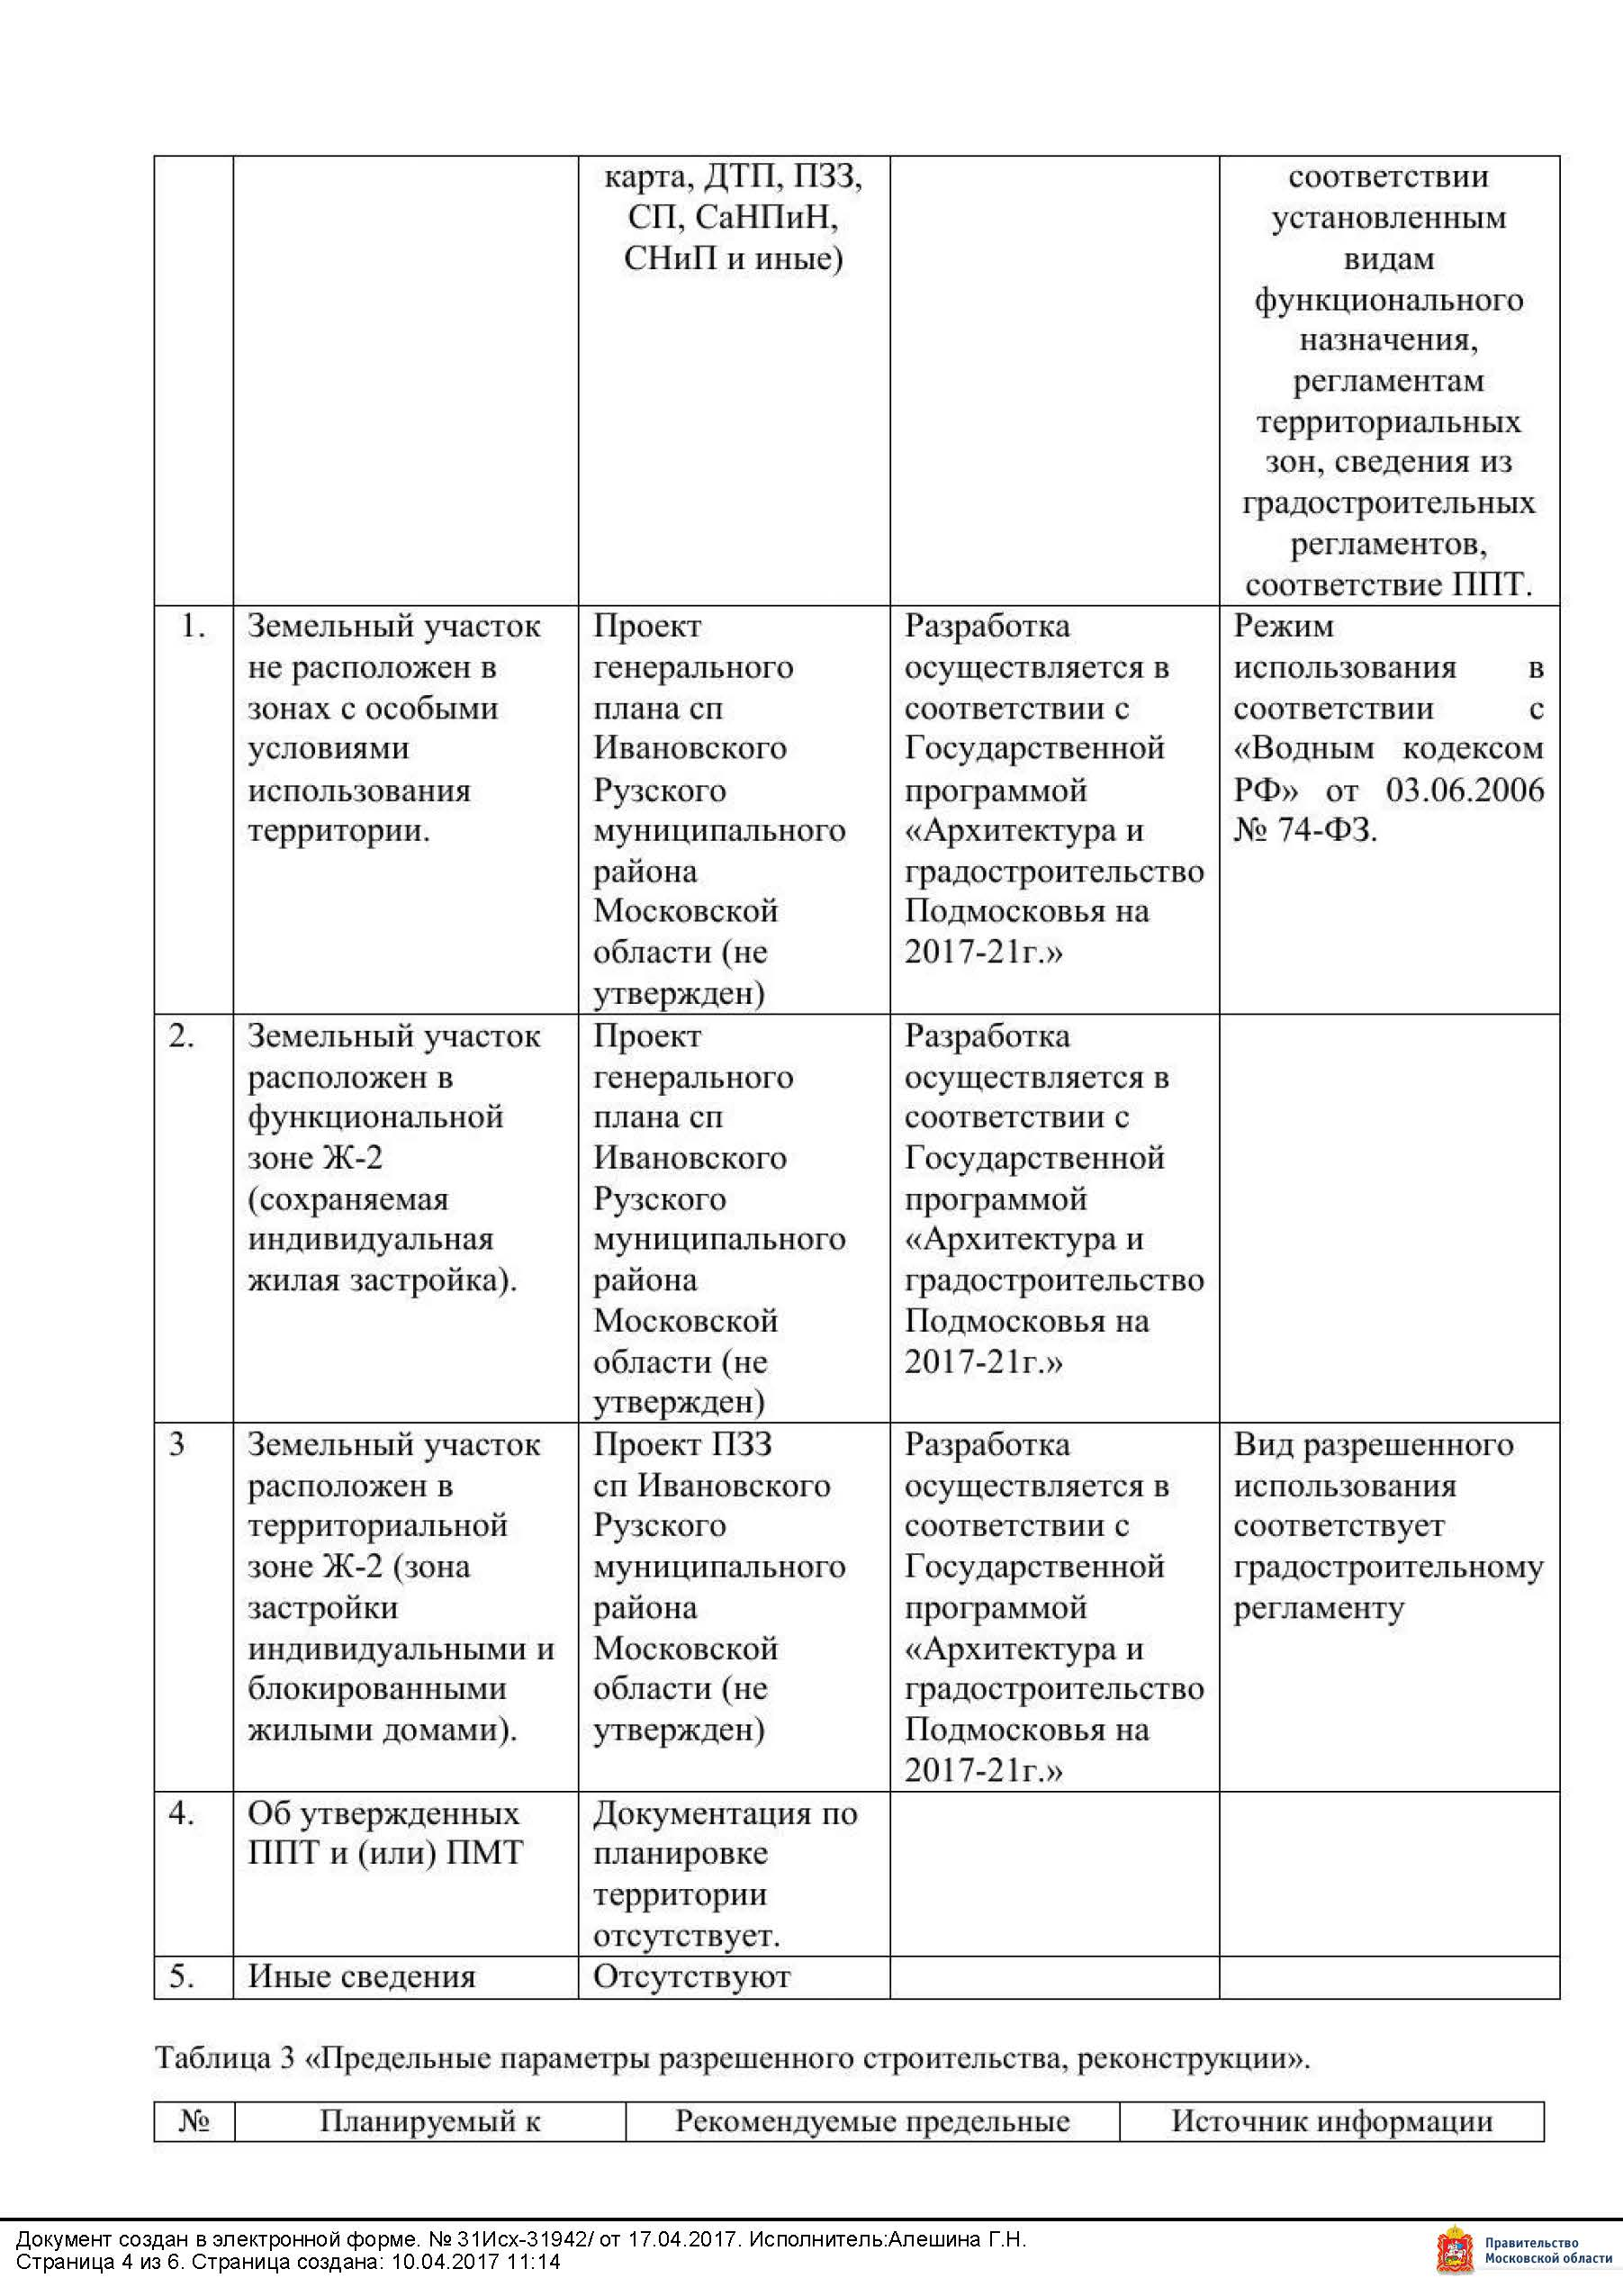 карта, ДТП, ПЗЗ,
СП, СаНПиН,
СНиП и иные)
соответствии
установленным
видам
функционального
назначения,
регламентам
территориальных
зон, сведения из
градостроительных
регламентов,
соответствие ППТ.
1.
Земельный участок
не расположен в
зонах с особыми
условиями
использования
территории.
Проект
генерального
плана сп
Ивановского
Рузского
муниципального
района
Московской
области (не
утвержден)
Разработка
осуществляется в
соответствии с
Государственной
программой
«Архитектура и
градостроительство
Подмосковья на
2017-21г.»
Режим
использования в
соответствии с
«Водным кодексом
РФ» от 03.06.2006
№ 74-ФЗ.
2.
Земельный участок
расположен в
функциональной
зоне Ж-2
(сохраняемая
индивидуальная
жилая застройка).
Проект
генерального
плана сп
Ивановского
Рузского
муниципального
района
Московской
области (не
утвержден)
Разработка
осуществляется в
соответствии с
Государственной
программой
«Архитектура и
градостроительство
Подмосковья на
2017-21г.»
3
Земельный участок
расположен в
территориальной
зоне Ж-2 (зона
застройки
индивидуальными и
блокированными
жилыми домами).
Проект ПЗЗ
сп Ивановского
Рузского
муниципального
района
Московской
области (не
утвержден)
Разработка
осуществляется в
соответствии с
Государственной
программой
«Архитектура и
градостроительство
Подмосковья на
2017-21г.»
Вид разрешенного
использования
соответствует
градостроительному
регламенту
4.
Об утвержденных
ППТ и (или) ПМТ
Документация по
планировке
территории
отсутствует.
5.
Иные сведения
Отсутствуют
Таблица 3 «Предельные параметры разрешенного строительства, реконструкции».
№
Планируемый к
Рекомендуемые предельные
Источник информации
Документ создан в электронной форме. № 31Исх-31942/ от 17.04.2017. Исполнитель:Алешина Г.Н.
Страница 4 из 6. Страница создана: 10.04.2017 11:14
Правительство
Московской области